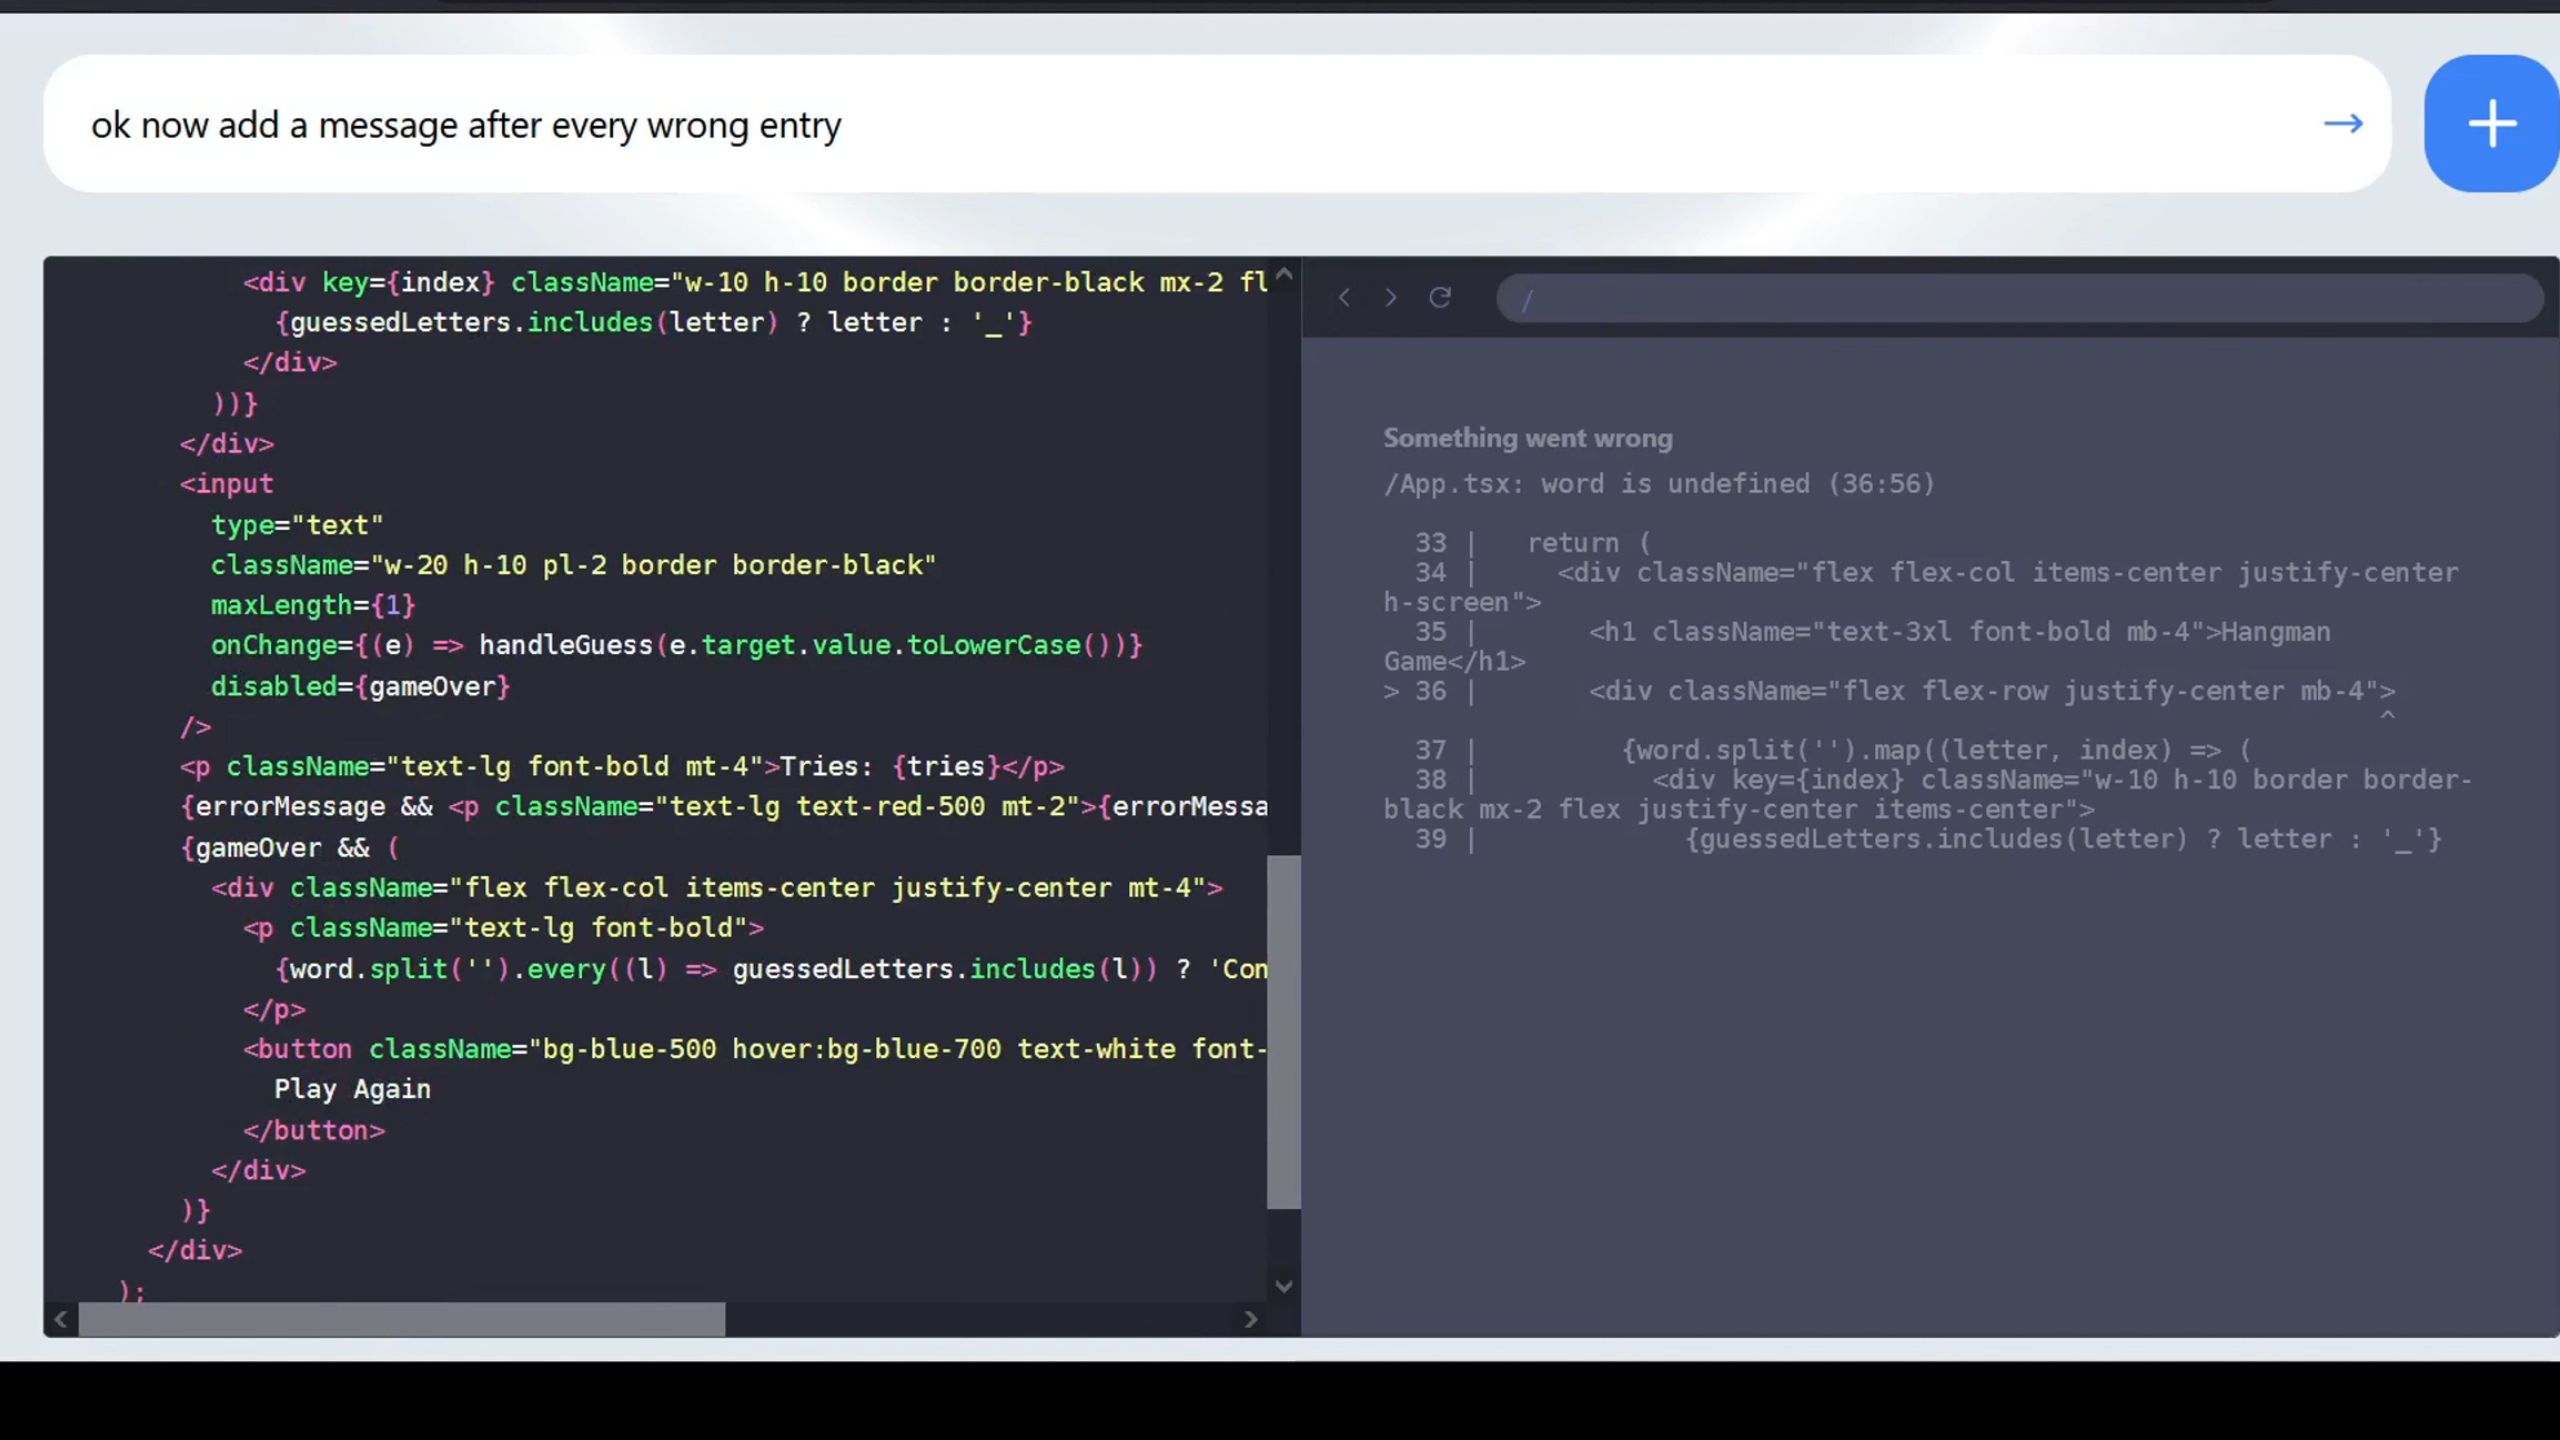 ok now add a message after every wrong entry
<div key={index} className="w-10 h-10 border border-black mx-2 fl
{guessedLetters.includes(letter) ? letter : '_'}
</div>
))}
</div>
<input
type="text"
className="w-20 h-10 pl-2 border border-black"
maxLength={1}
onChange={(e) => handleGuess(e.target.value.toLowerCase())}
disabled={gameOver}
/>
<p className="text-lg font-bold mt-4">Tries: {tries}</p>
{errorMessage && <p className="text-lg text-red-500 mt-2">{errorMessa
{gameOver && (
<div className="flex flex-col items-center justify-center mt-4">
<p className="text-lg font-bold">
{word.split('').every((l) => guessedLetters.includes(l)) ? 'Con
</p>
<button className="bg-blue-500 hover:bg-blue-700 text-white font-
Play Again
</button>
</div>
)}
</div>
);
/
Something went wrong
/App.tsx: word is undefined (36:56)
33 |   return (
34 |     <div className="flex flex-col items-center justify-center
h-screen">
35 |       <h1 className="text-3xl font-bold mb-4">Hangman
Game</h1>
> 36 |       <div className="flex flex-row justify-center mb-4">
^
37 |         {word.split('').map((letter, index) => (
38 |           <div key={index} className="w-10 h-10 border border-
black mx-2 flex justify-center items-center">
39 |             {guessedLetters.includes(letter) ? letter : '_'}